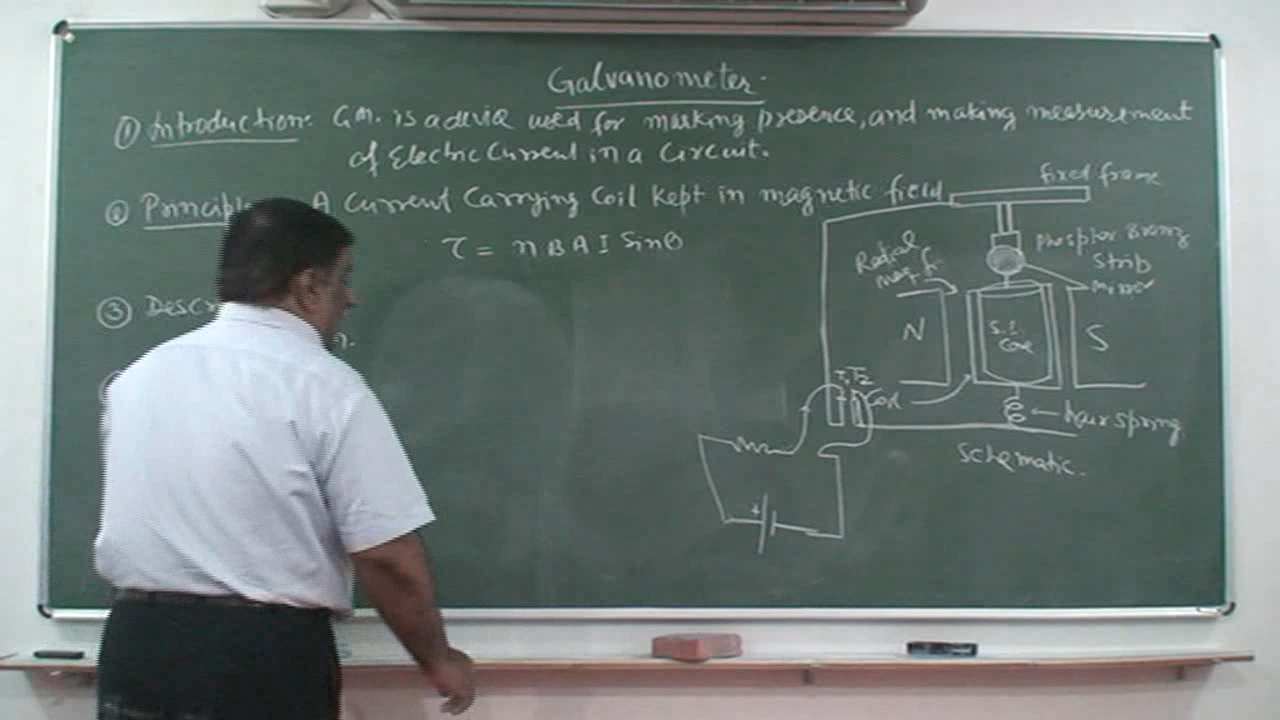 Galvanometer.
① Introduction: G.M. is a device used for marking presence, and making measurement
of Electric Current in a Circuit.
② Principle A Current Carrying Coil kept in magnetic field
τ = n B A I Sinθ
③ Descr
fixed frame
Phosphor Bronz
Strip
Radial
mag. fi.
Mirror
N
S.I.
Core
S
T1 T2
Coil
hair spring
Schematic.
+